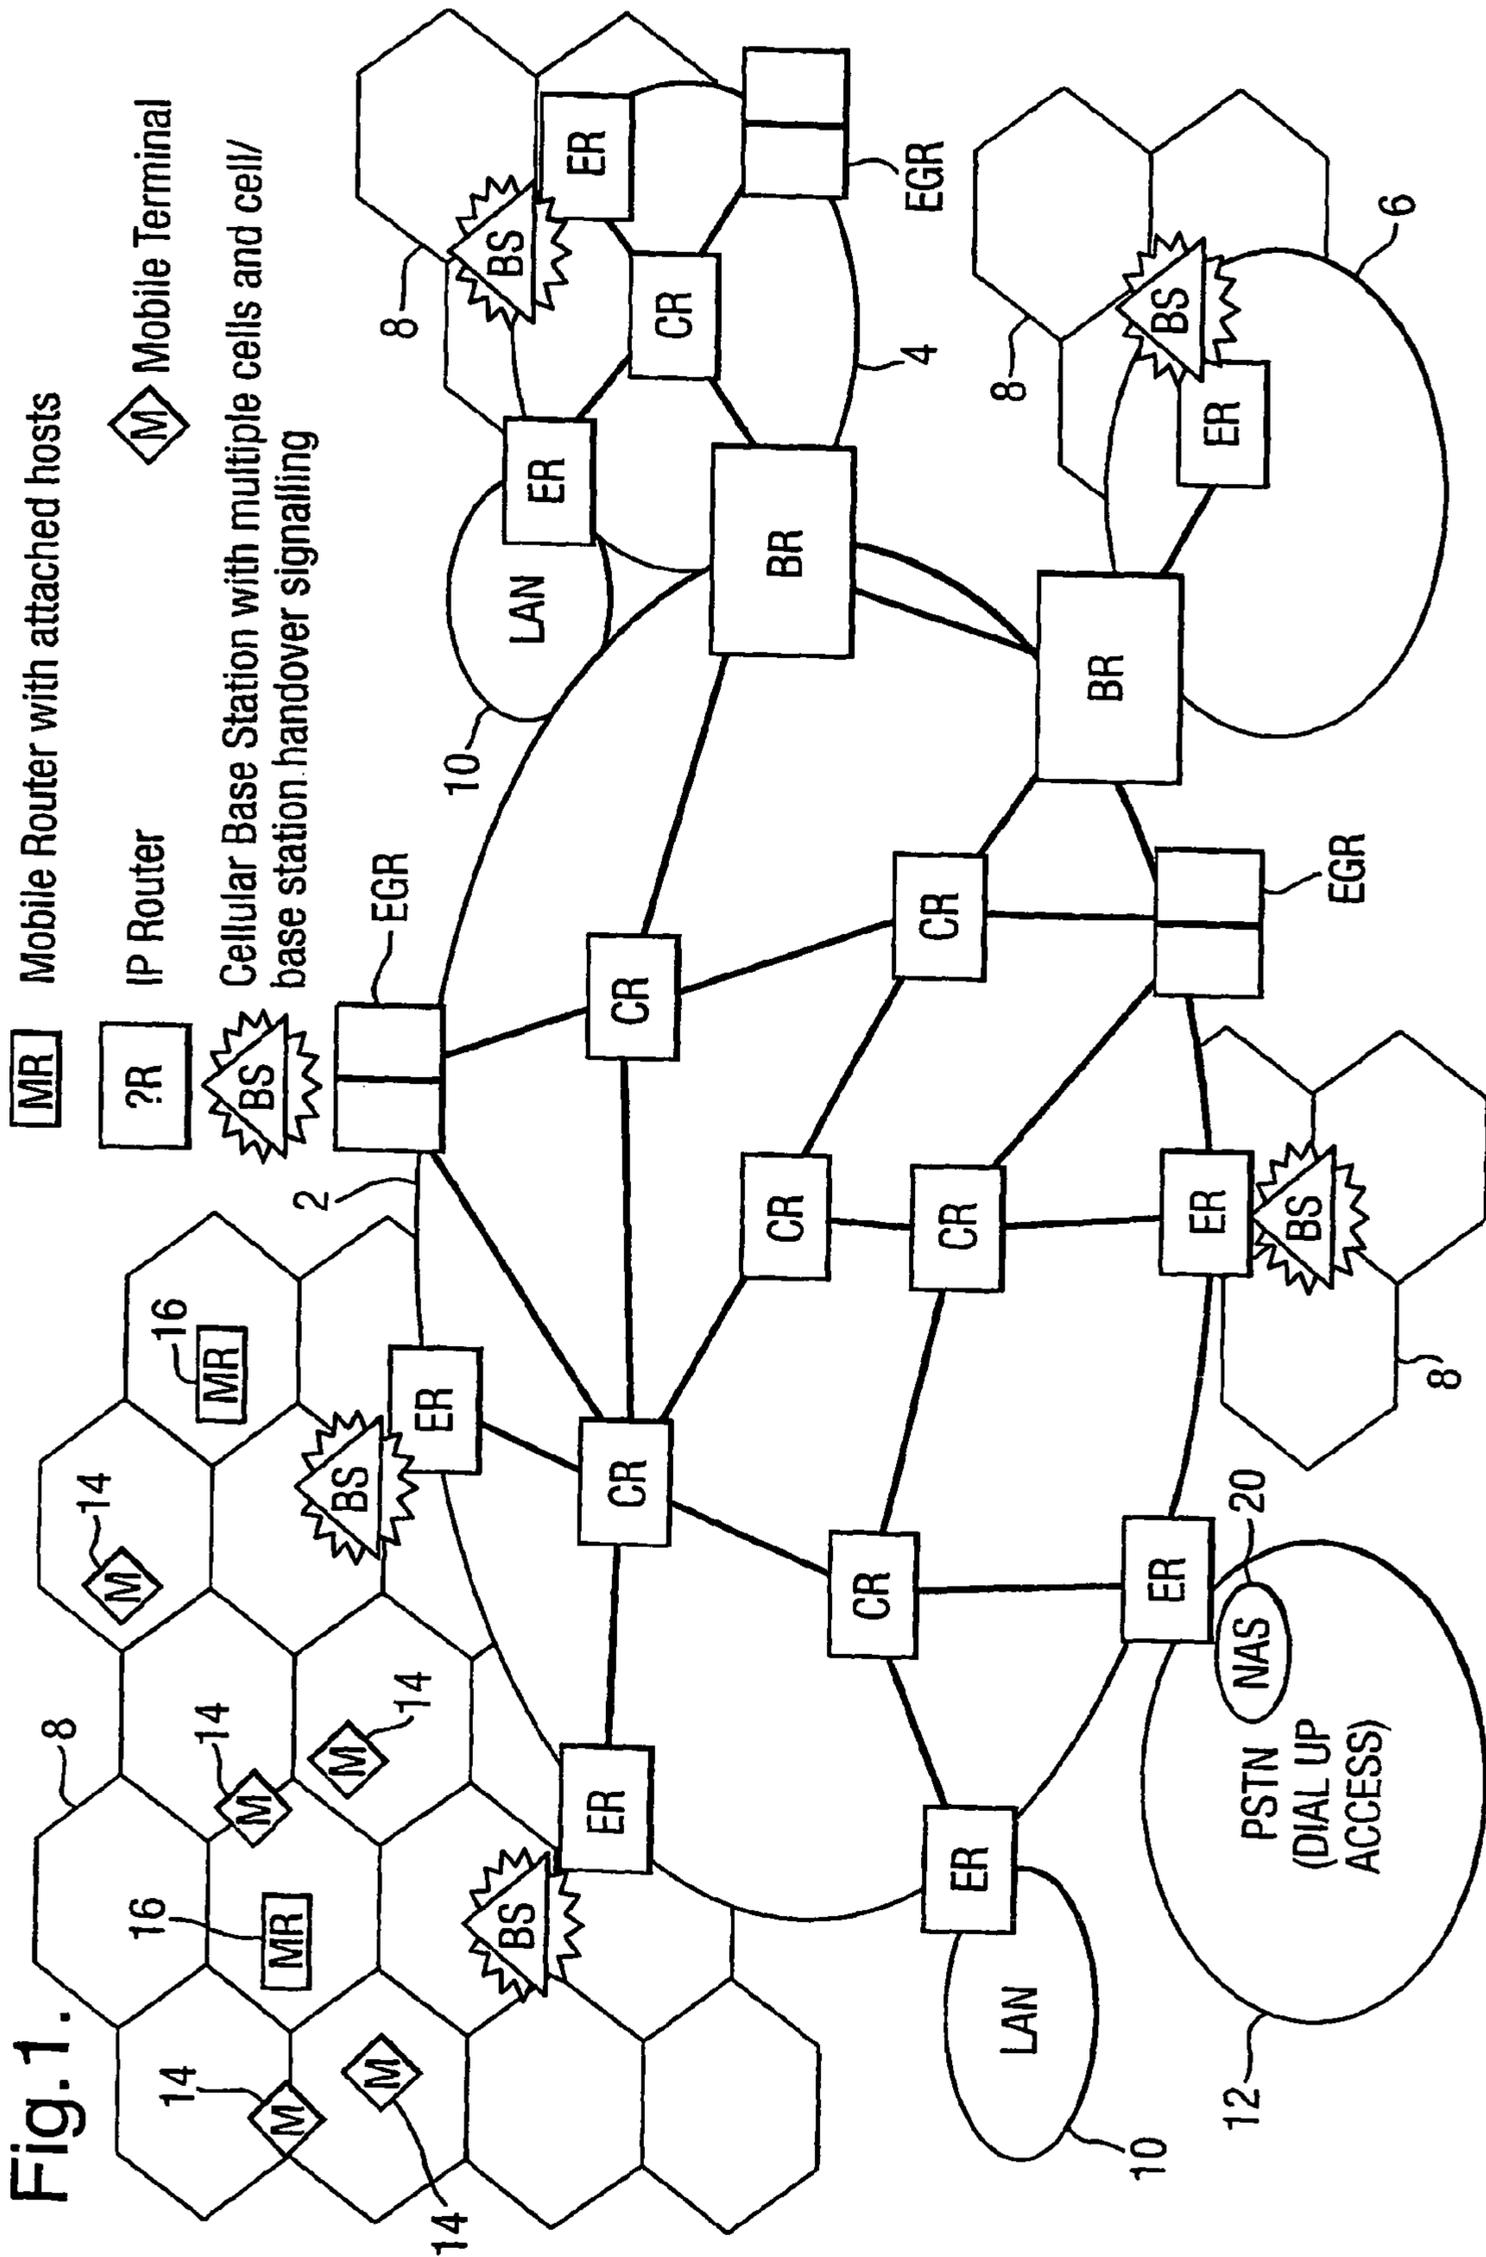 Fig.1.
MR Mobile Router with attached hosts
8
14
M
?R IP Router
M Mobile Terminal
16
16
14
14
MR
M
BS Cellular Base Station with multiple cells and cell/
base station handover signalling
M
MR
2
M
BS
M
EGR
8
14
ER
14
10
BS
BS
LAN
ER
ER
ER
CR
CR
CR
CR
BR
CR
4
EGR
CR
CR
ER
8
LAN
BR
10
ER
BS
ER
ER
12
NAS
20
PSTN
(DIAL UP
ACCESS)
BS
EGR
6
8